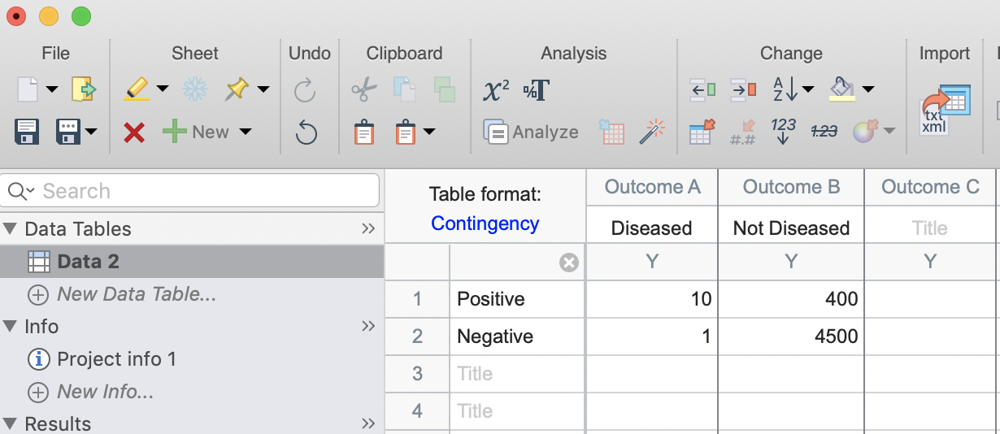 File Sheet Undo Clipboard Analysis Change Import
A
Z
χ² %T
New Analyze #.# 123 1.23 txt
xml
Search
Table format:
Contingency
Outcome A Outcome B Outcome C
Diseased Not Diseased Title
Y Y Y
Data Tables »
Data 2
New Data Table...
Info »
Project info 1
New Info...
Results »
1 Positive 10 400
2 Negative 1 4500
3 Title
4 Title